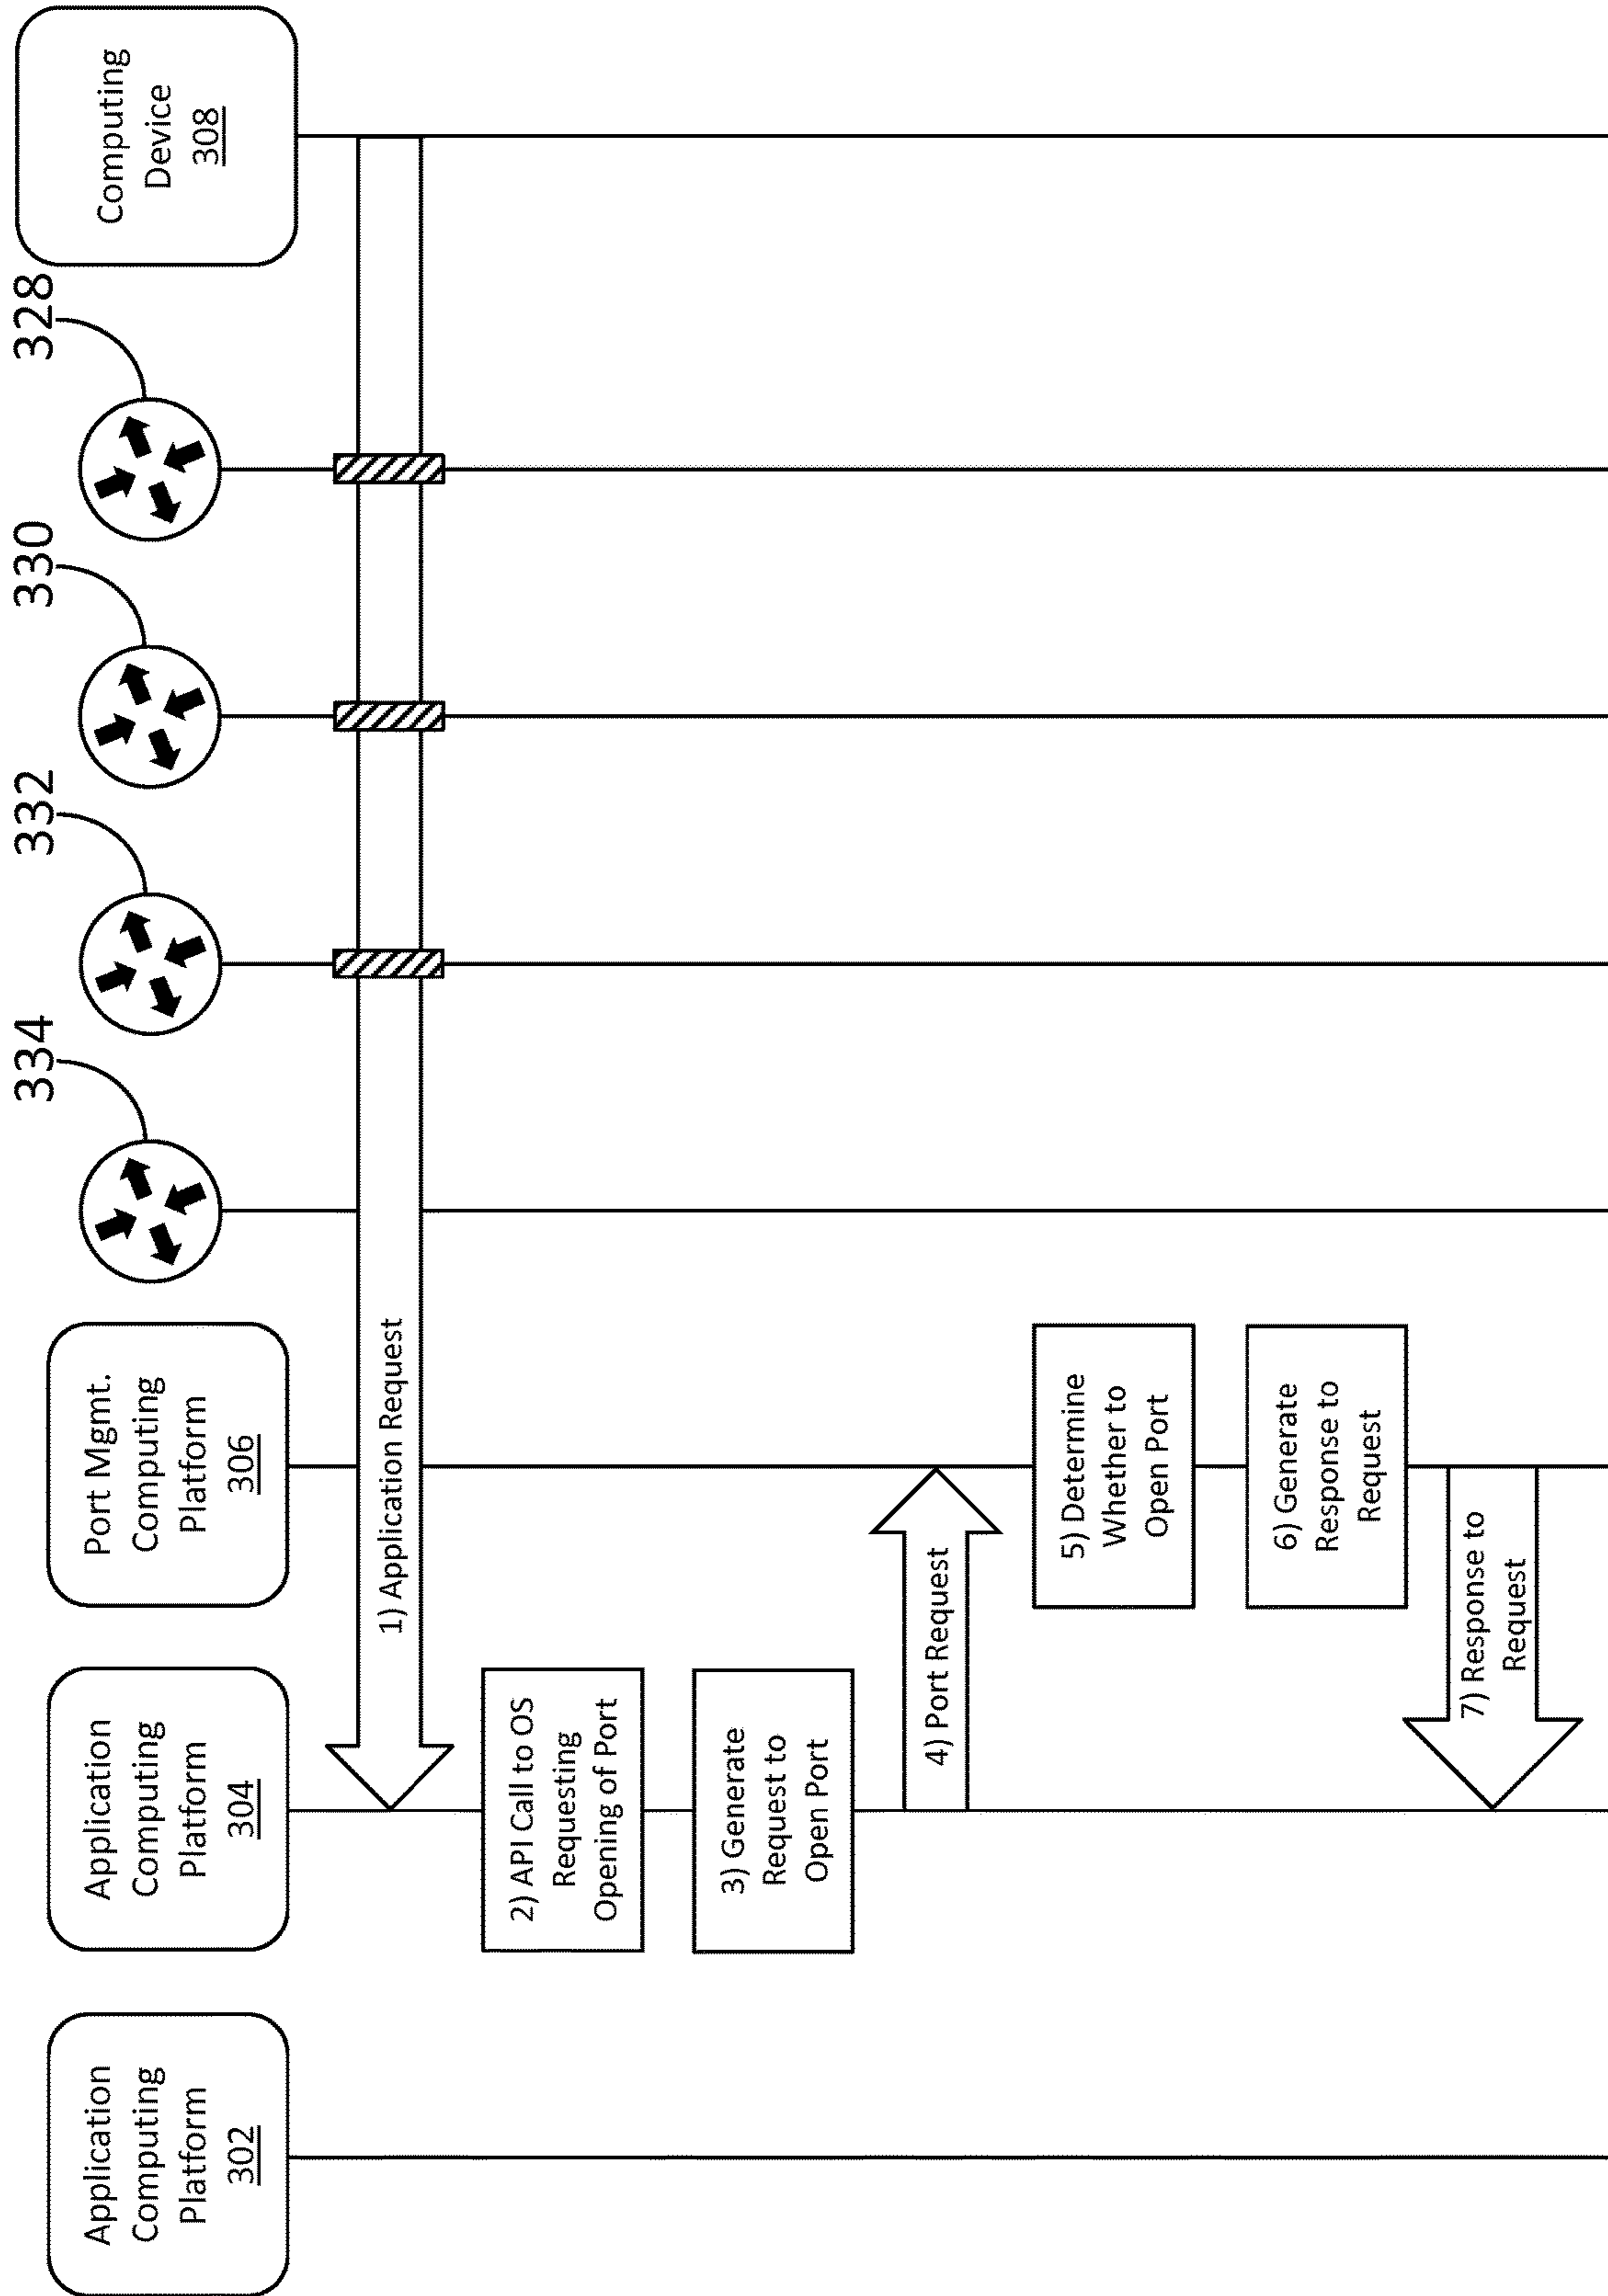 Application
Computing
Platform
302
Application
Computing
Platform
304
Port Mgmt.
Computing
Platform
306
334
332
330
328
Computing
Device
308
1) Application Request
2) API Call to OS
Requesting
Opening of Port
3) Generate
Request to
Open Port
4) Port Request
5) Determine
Whether to
Open Port
6) Generate
Response to
Request
7) Response to
Request